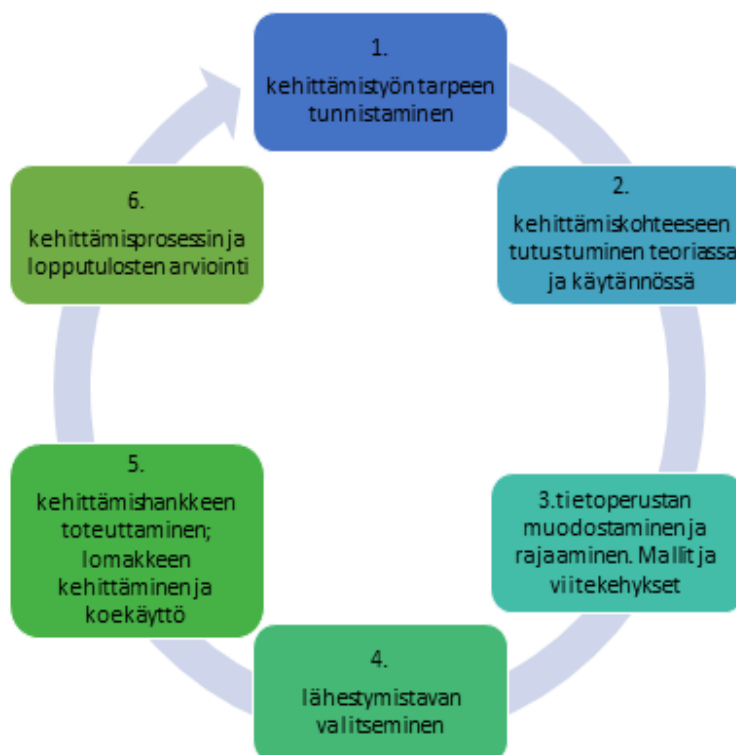 1.
kehittämistyön tarpeen
tunnistaminen
2.
kehittämiskohteeseen
tutustuminen teoriassa
ja käytännössä
3.tietoperustan
muodostaminen ja
rajaaminen. Mallit ja
viitekehykset
4.
lähestymistavan
valitseminen
5.
kehittämishankkeen
toteuttaminen;
lomakkeen
kehittäminen ja
koekäyttö
6.
kehittämisprosessin ja
lopputulosten arviointi